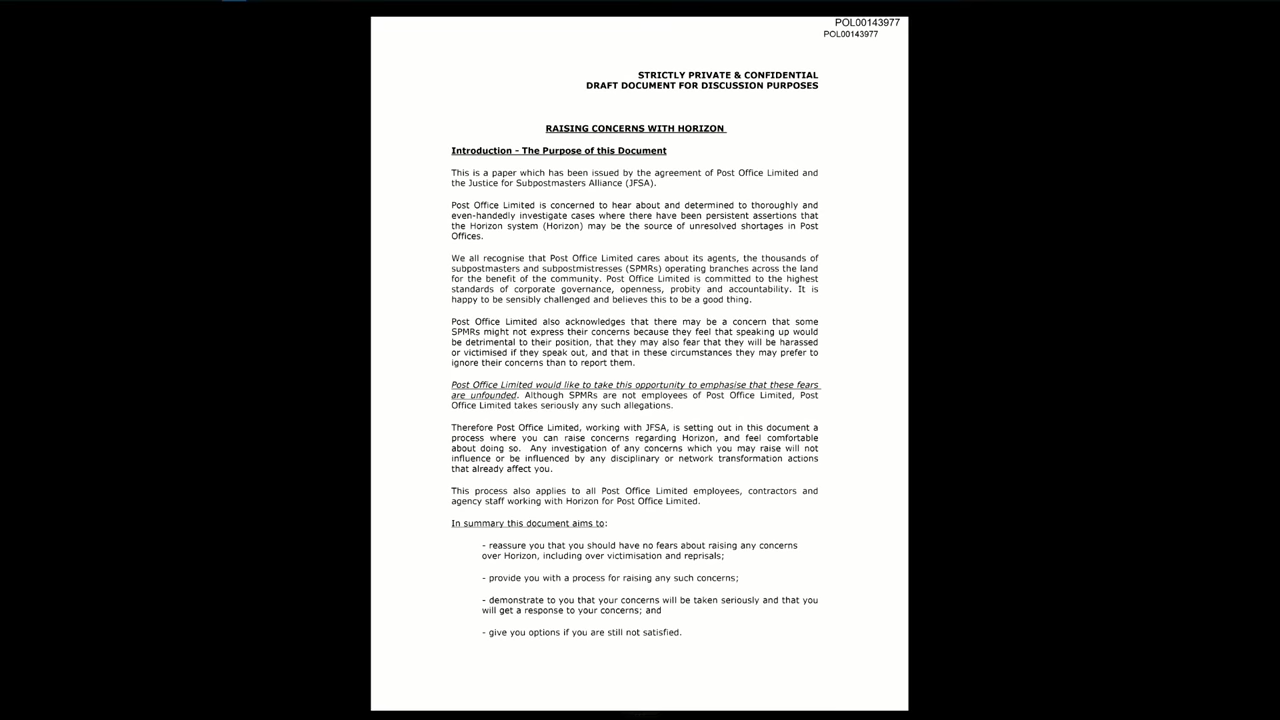 POL00143977
POL00143977
STRICTLY PRIVATE & CONFIDENTIAL
DRAFT DOCUMENT FOR DISCUSSION PURPOSES
RAISING CONCERNS WITH HORIZON
Introduction - The Purpose of this Document
This is a paper which has been issued by the agreement of Post Office Limited and
the Justice for Subpostmasters Alliance (JFSA).
Post Office Limited is concerned to hear about and determined to thoroughly and
even-handedly investigate cases where there have been persistent assertions that
the Horizon system (Horizon) may be the source of unresolved shortages in Post
Offices.
We all recognise that Post Office Limited cares about its agents, the thousands of
subpostmasters and subpostmistresses (SPMRs) operating branches across the land
for the benefit of the community. Post Office Limited is committed to the highest
standards of corporate governance, openness, probity and accountability. It is
happy to be sensibly challenged and believes this to be a good thing.
Post Office Limited also acknowledges that there may be a concern that some
SPMRs might not express their concerns because they feel that speaking up would
be detrimental to their position, that they may also fear that they will be harassed
or victimised if they speak out, and that in these circumstances they may prefer to
ignore their concerns than to report them.
Post Office Limited would like to take this opportunity to emphasise that these fears
are unfounded. Although SPMRs are not employees of Post Office Limited, Post
Office Limited takes seriously any such allegations.
Therefore Post Office Limited, working with JFSA, is setting out in this document a
process where you can raise concerns regarding Horizon, and feel comfortable
about doing so. Any investigation of any concerns which you may raise will not
influence or be influenced by any disciplinary or network transformation actions
that already affect you.
This process also applies to all Post Office Limited employees, contractors and
agency staff working with Horizon for Post Office Limited.
In summary this document aims to:
- reassure you that you should have no fears about raising any concerns
over Horizon, including over victimisation and reprisals;
- provide you with a process for raising any such concerns;
- demonstrate to you that your concerns will be taken seriously and that you
will get a response to your concerns; and
- give you options if you are still not satisfied.